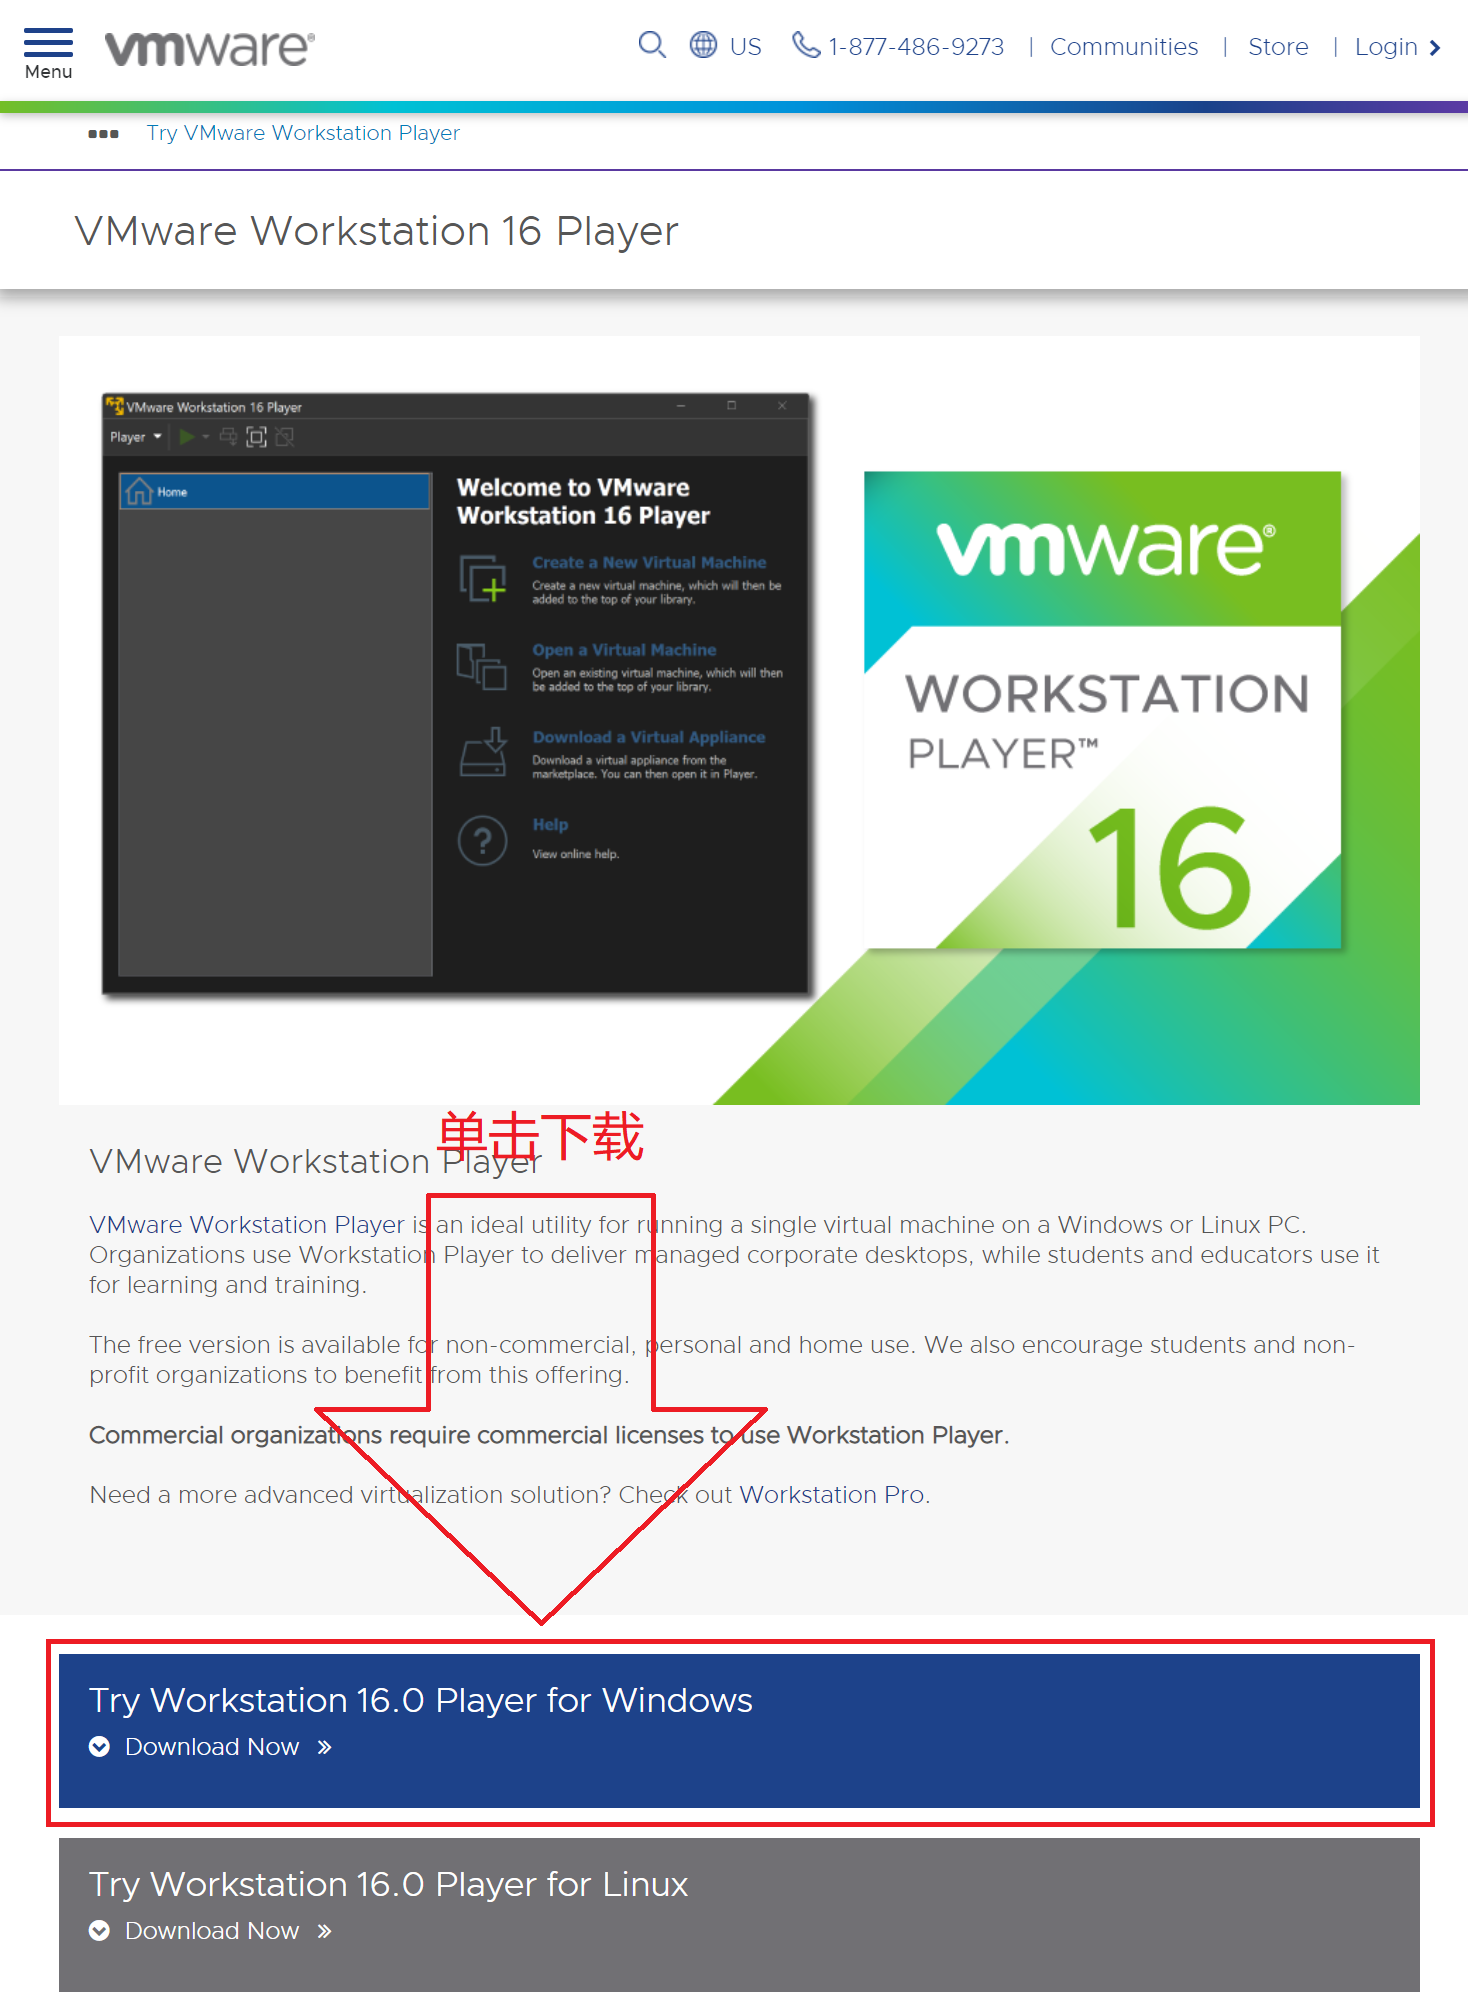 Menu
vmware®
US
1-877-486-9273 | Communities | Store | Login
Try VMware Workstation Player
VMware Workstation 16 Player
VMware Workstation 16 Player
Player
Home
Welcome to VMware
Workstation 16 Player
Create a New Virtual Machine
Create a new virtual machine, which will then be
added to the top of your library.
Open a Virtual Machine
Open an existing virtual machine, which will then
be added to the top of your library.
Download a Virtual Appliance
Download a virtual appliance from the
marketplace. You can then open it in Player.
Help
View online help.
vmware®
WORKSTATION
PLAYER™
16
单击下载
VMware Workstation Player
VMware Workstation Player is an ideal utility for running a single virtual machine on a Windows or Linux PC.
Organizations use Workstation Player to deliver managed corporate desktops, while students and educators use it
for learning and training.
The free version is available for non-commercial, personal and home use. We also encourage students and non-
profit organizations to benefit from this offering.
Commercial organizations require commercial licenses to use Workstation Player.
Need a more advanced virtualization solution? Check out Workstation Pro.
Try Workstation 16.0 Player for Windows
Download Now »
Try Workstation 16.0 Player for Linux
Download Now »